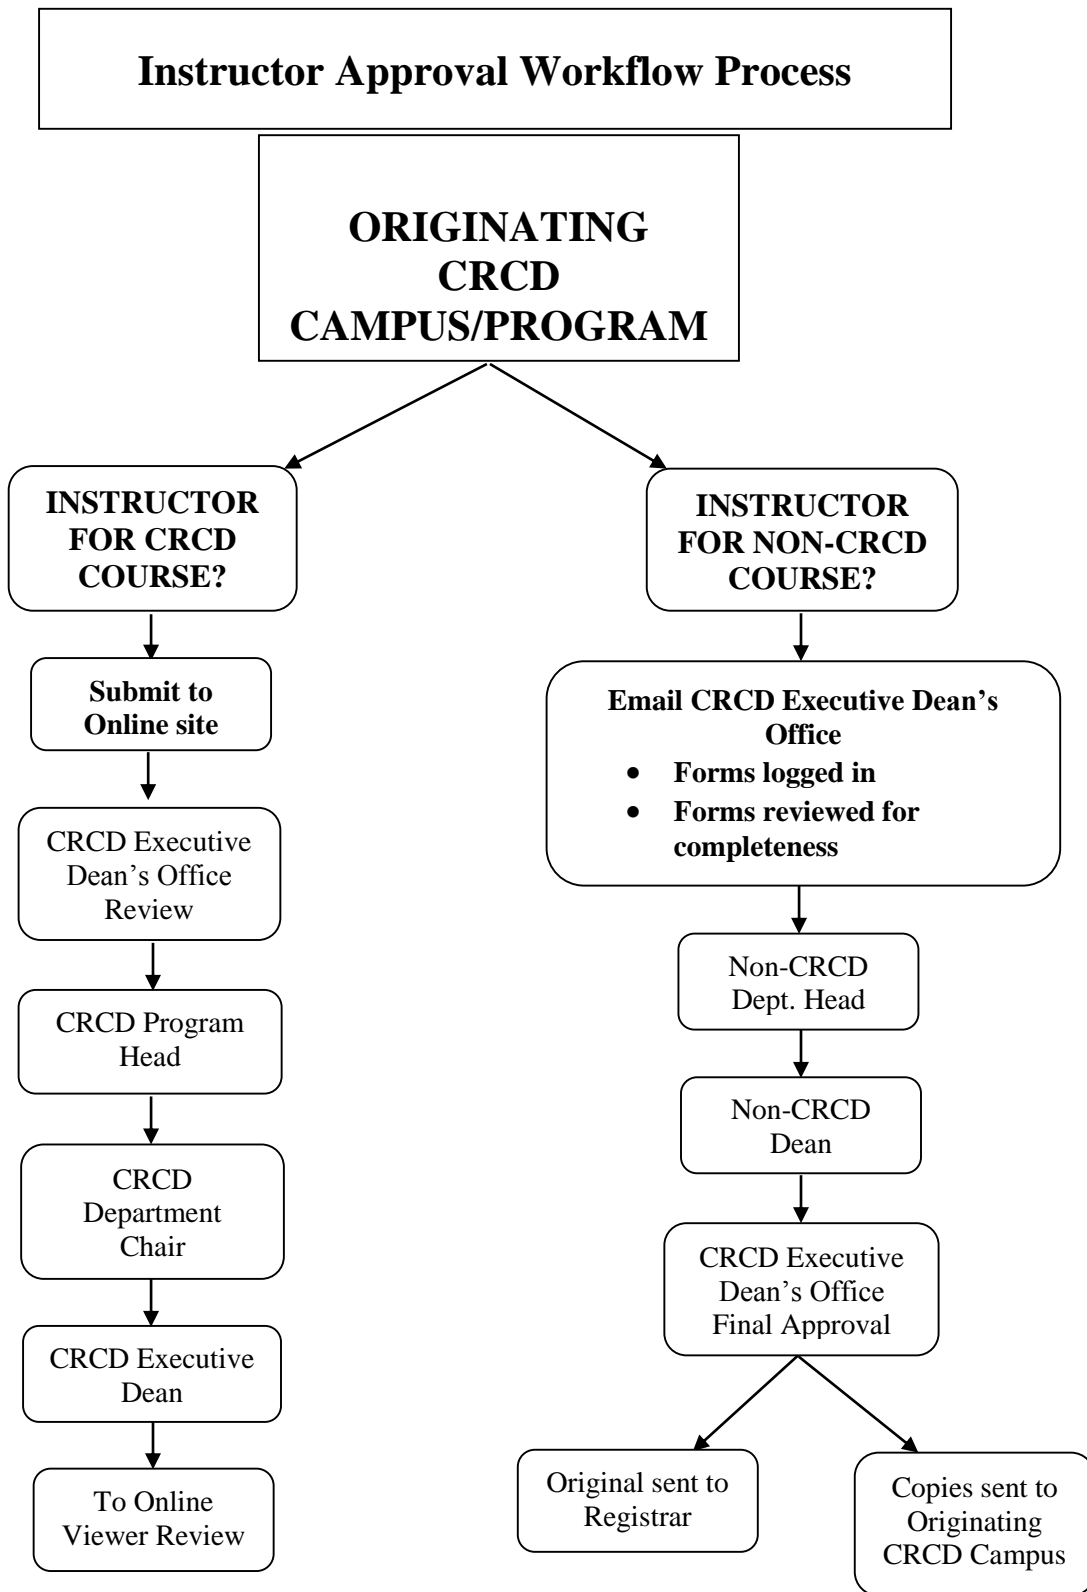 Instructor Approval Workflow Process
ORIGINATING
CRCD
CAMPUS/PROGRAM
INSTRUCTOR
FOR CRCD
COURSE?
Submit to
Online site
CRCD Executive
Dean’s Office
Review
CRCD Program
Head
CRCD
Department
Chair
CRCD Executive
Dean
To Online
Viewer Review
INSTRUCTOR
FOR NON-CRCD
COURSE?
Email CRCD Executive Dean’s
Office
• Forms logged in
• Forms reviewed for
completeness
Non-CRCD
Dept. Head
Non-CRCD
Dean
CRCD Executive
Dean’s Office
Final Approval
Original sent to
Registrar
Copies sent to
Originating
CRCD Campus